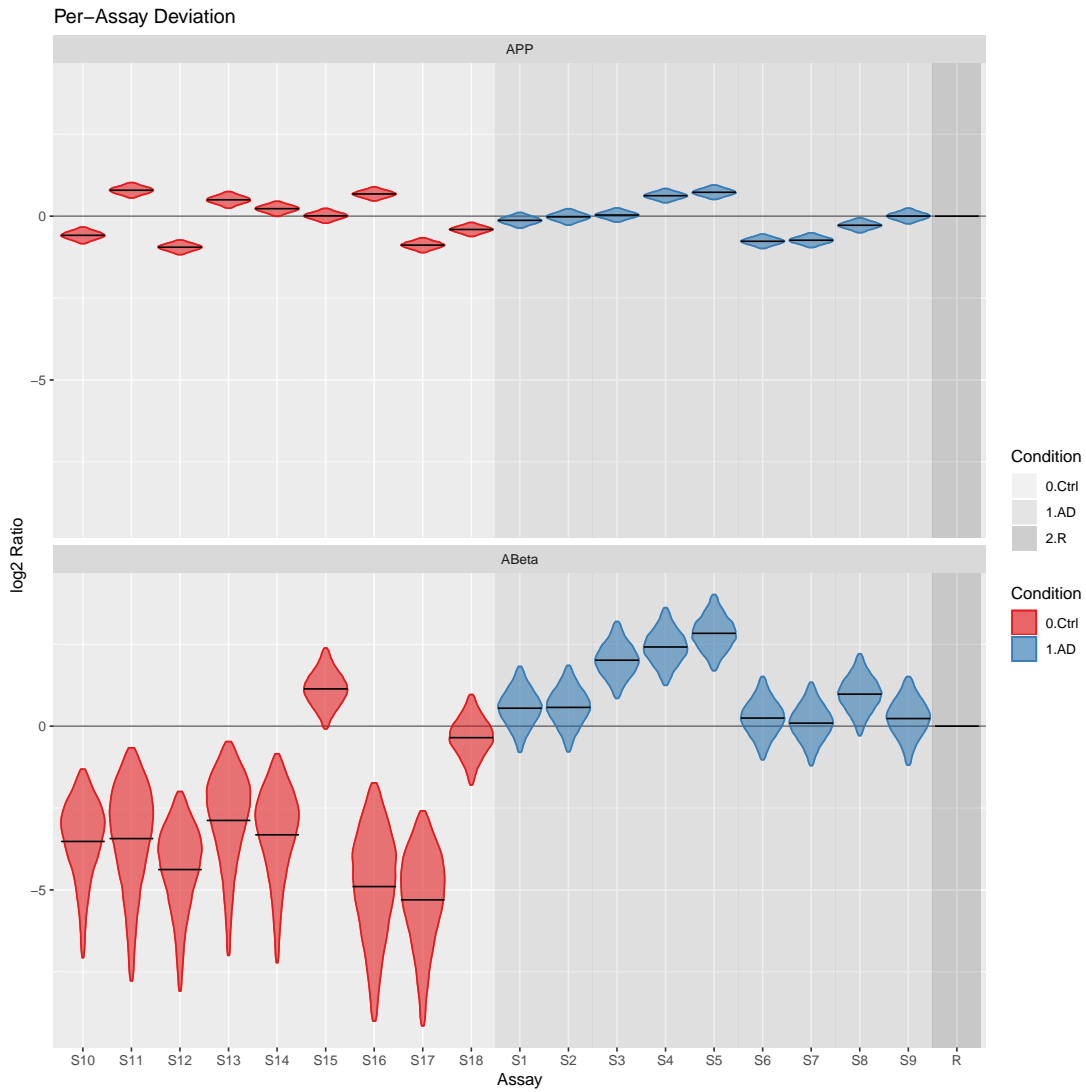 Per−Assay Deviation
APP
0
−5
log2 Ratio
ABeta
0
−5
S10 S11 S12 S13 S14 S15 S16 S17 S18 S1 S2 S3 S4 S5 S6 S7 S8 S9 R
Assay
Condition
0.Ctrl
1.AD
2.R
Condition
0.Ctrl
1.AD